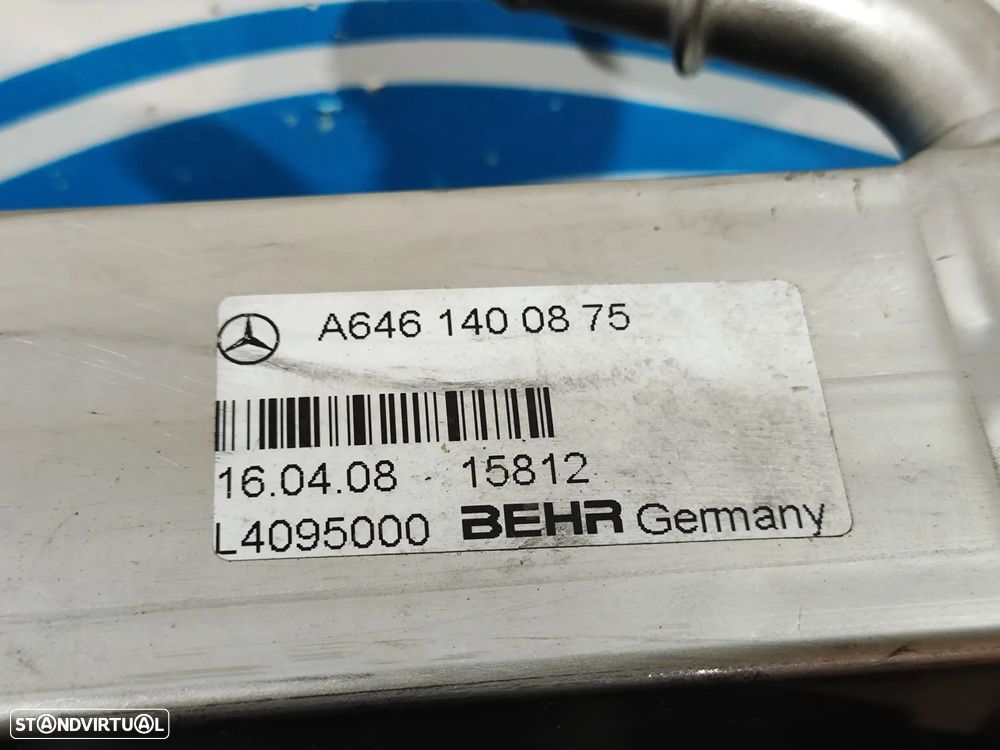 A646 140 08 75
16.04.08 15812
L4095000 BEHR Germany
STANDVIRTUAL